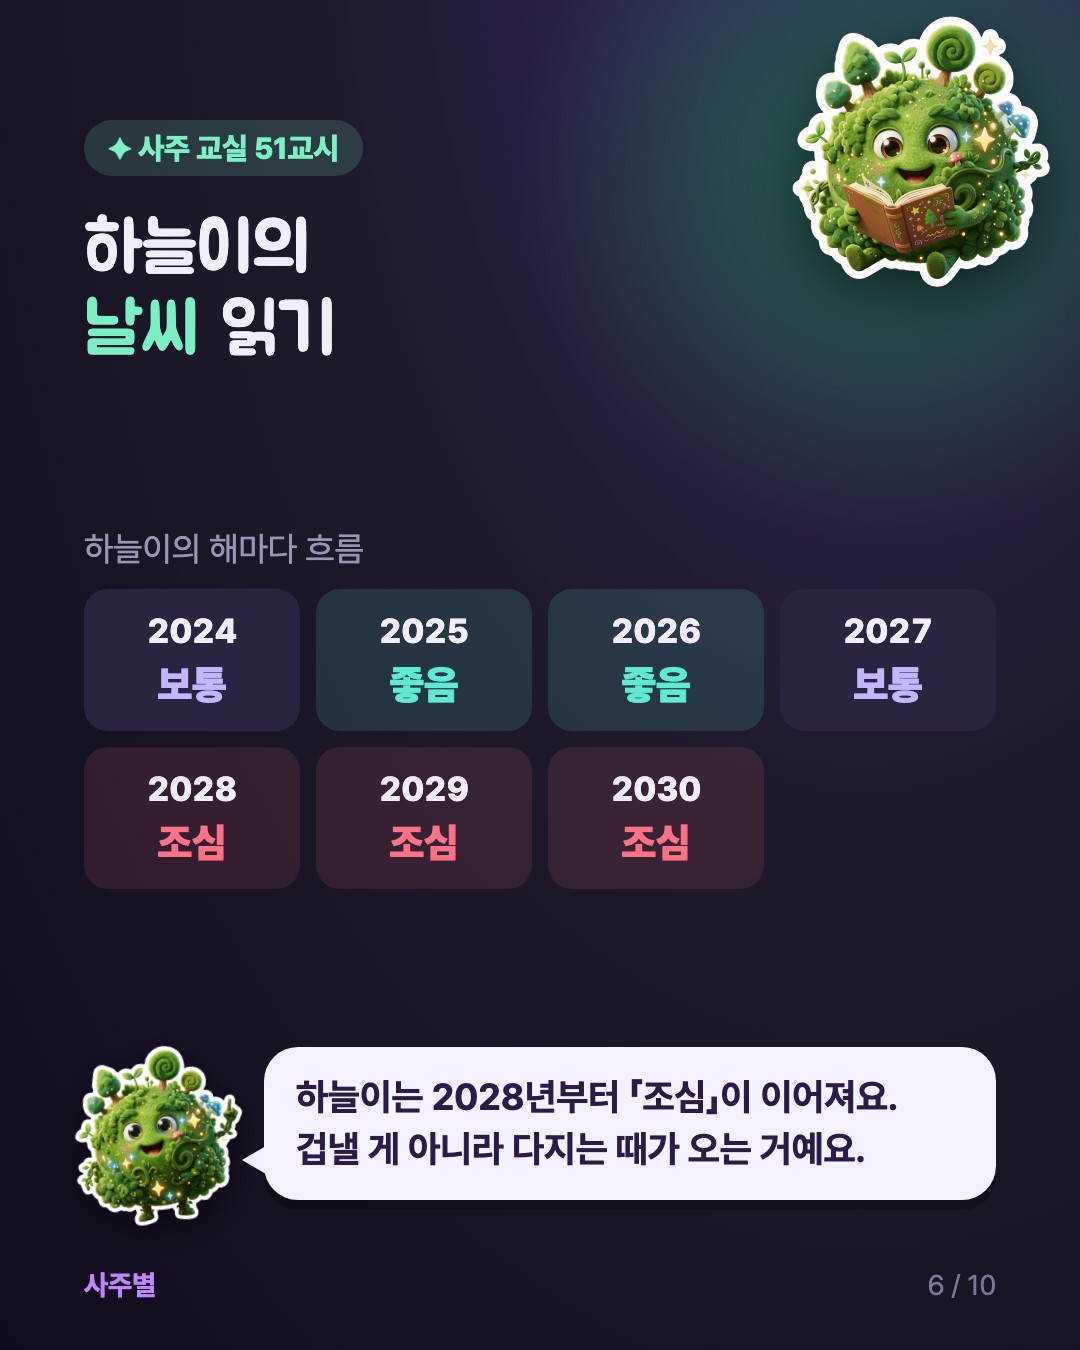 ✦ 사주 교실 51교시
하늘이의
날씨 읽기
하늘이의 해마다 흐름
2024 2025 2026 2027
보통 좋음 좋음 보통
2028 2029 2030
조심 조심 조심
하늘이는 2028년부터 「조심」이 이어져요.
겁낼 게 아니라 다지는 때가 오는 거예요.
사주별
6 / 10